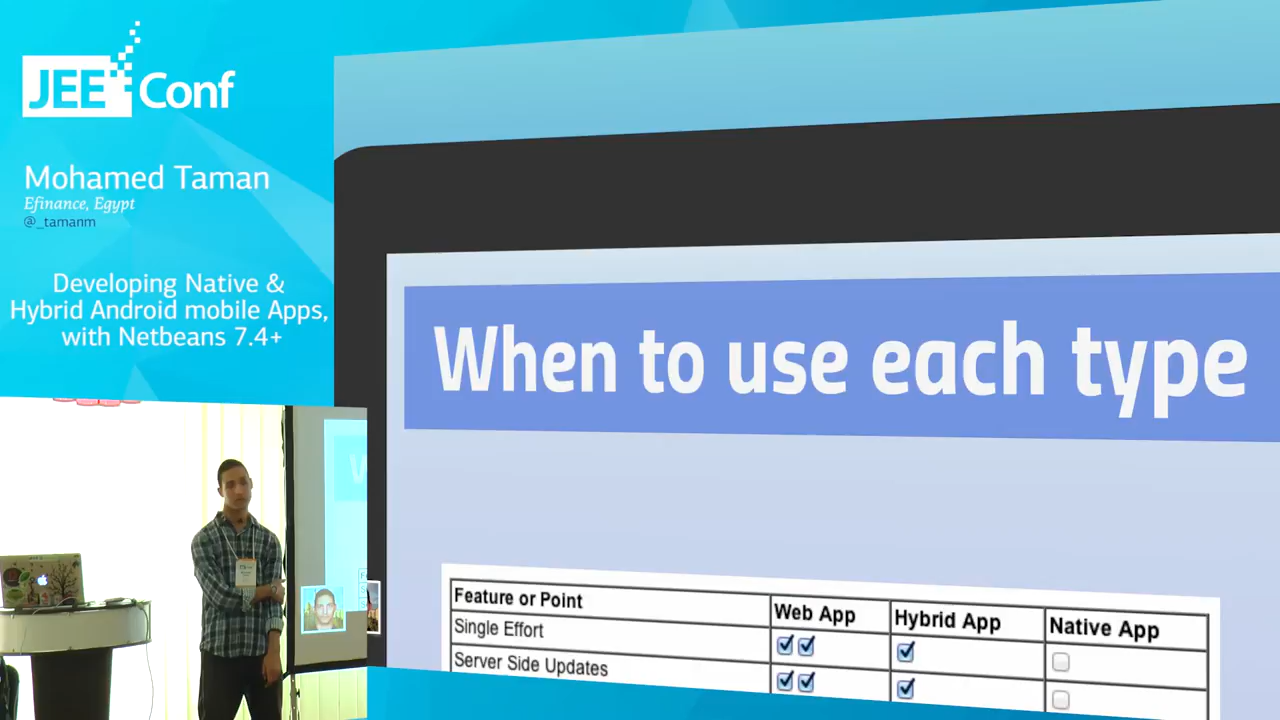 JEE Conf
Mohamed Taman
Efinance, Egypt
@_tamanm
Developing Native &
Hybrid Android mobile Apps,
with Netbeans 7.4+
When to use each type
Feature or Point Web App Hybrid App Native App
Single Effort
Server Side Updates